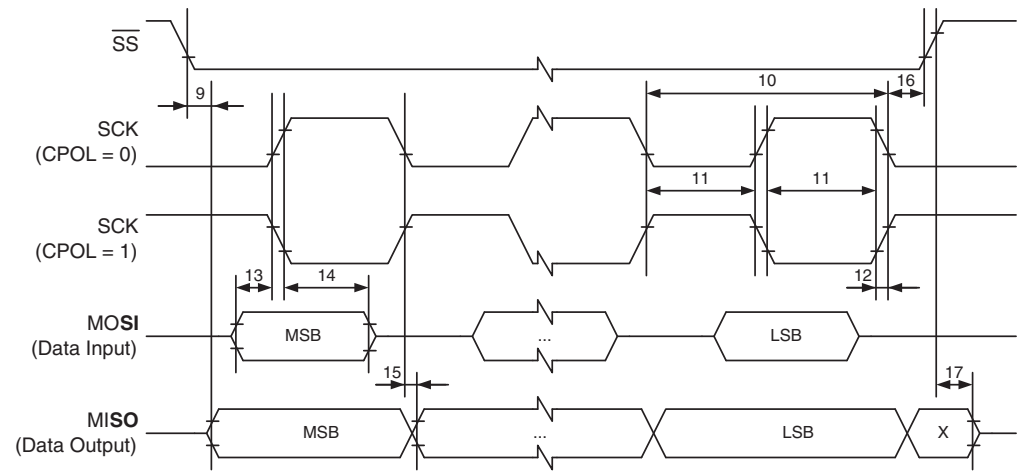 SS
9
10
16
SCK
(CPOL = 0)
11
11
SCK
(CPOL = 1)
13
14
12
MOSI
(Data Input)
MSB
...
LSB
15
17
MISO
(Data Output)
MSB
...
LSB
X